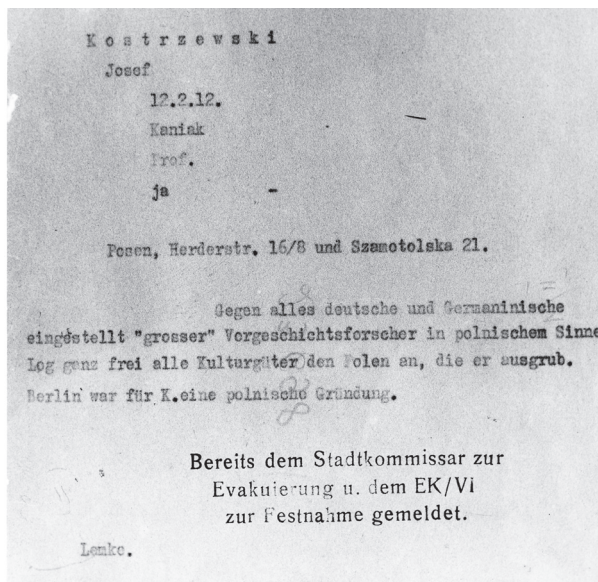 K o s t r z e w s k i
Josef
12.2.12.
Kaniak
Prof.
ja -
Posen, Herderstr. 16/8 und Szamotolska 21.
Gegen alles deutsche und Germaninische
eingestellt "grosser" Vorgeschichtsforscher in polnischem Sinne
Log ganz frei alle Kulturgüter den Polen an, die er ausgrub.
Berlin war für K.eine polnische Gründung.
Bereits dem Stadtkommissar zur
Evakuierung u. dem EK/Vi
zur Festnahme gemeldet.
Lemke.